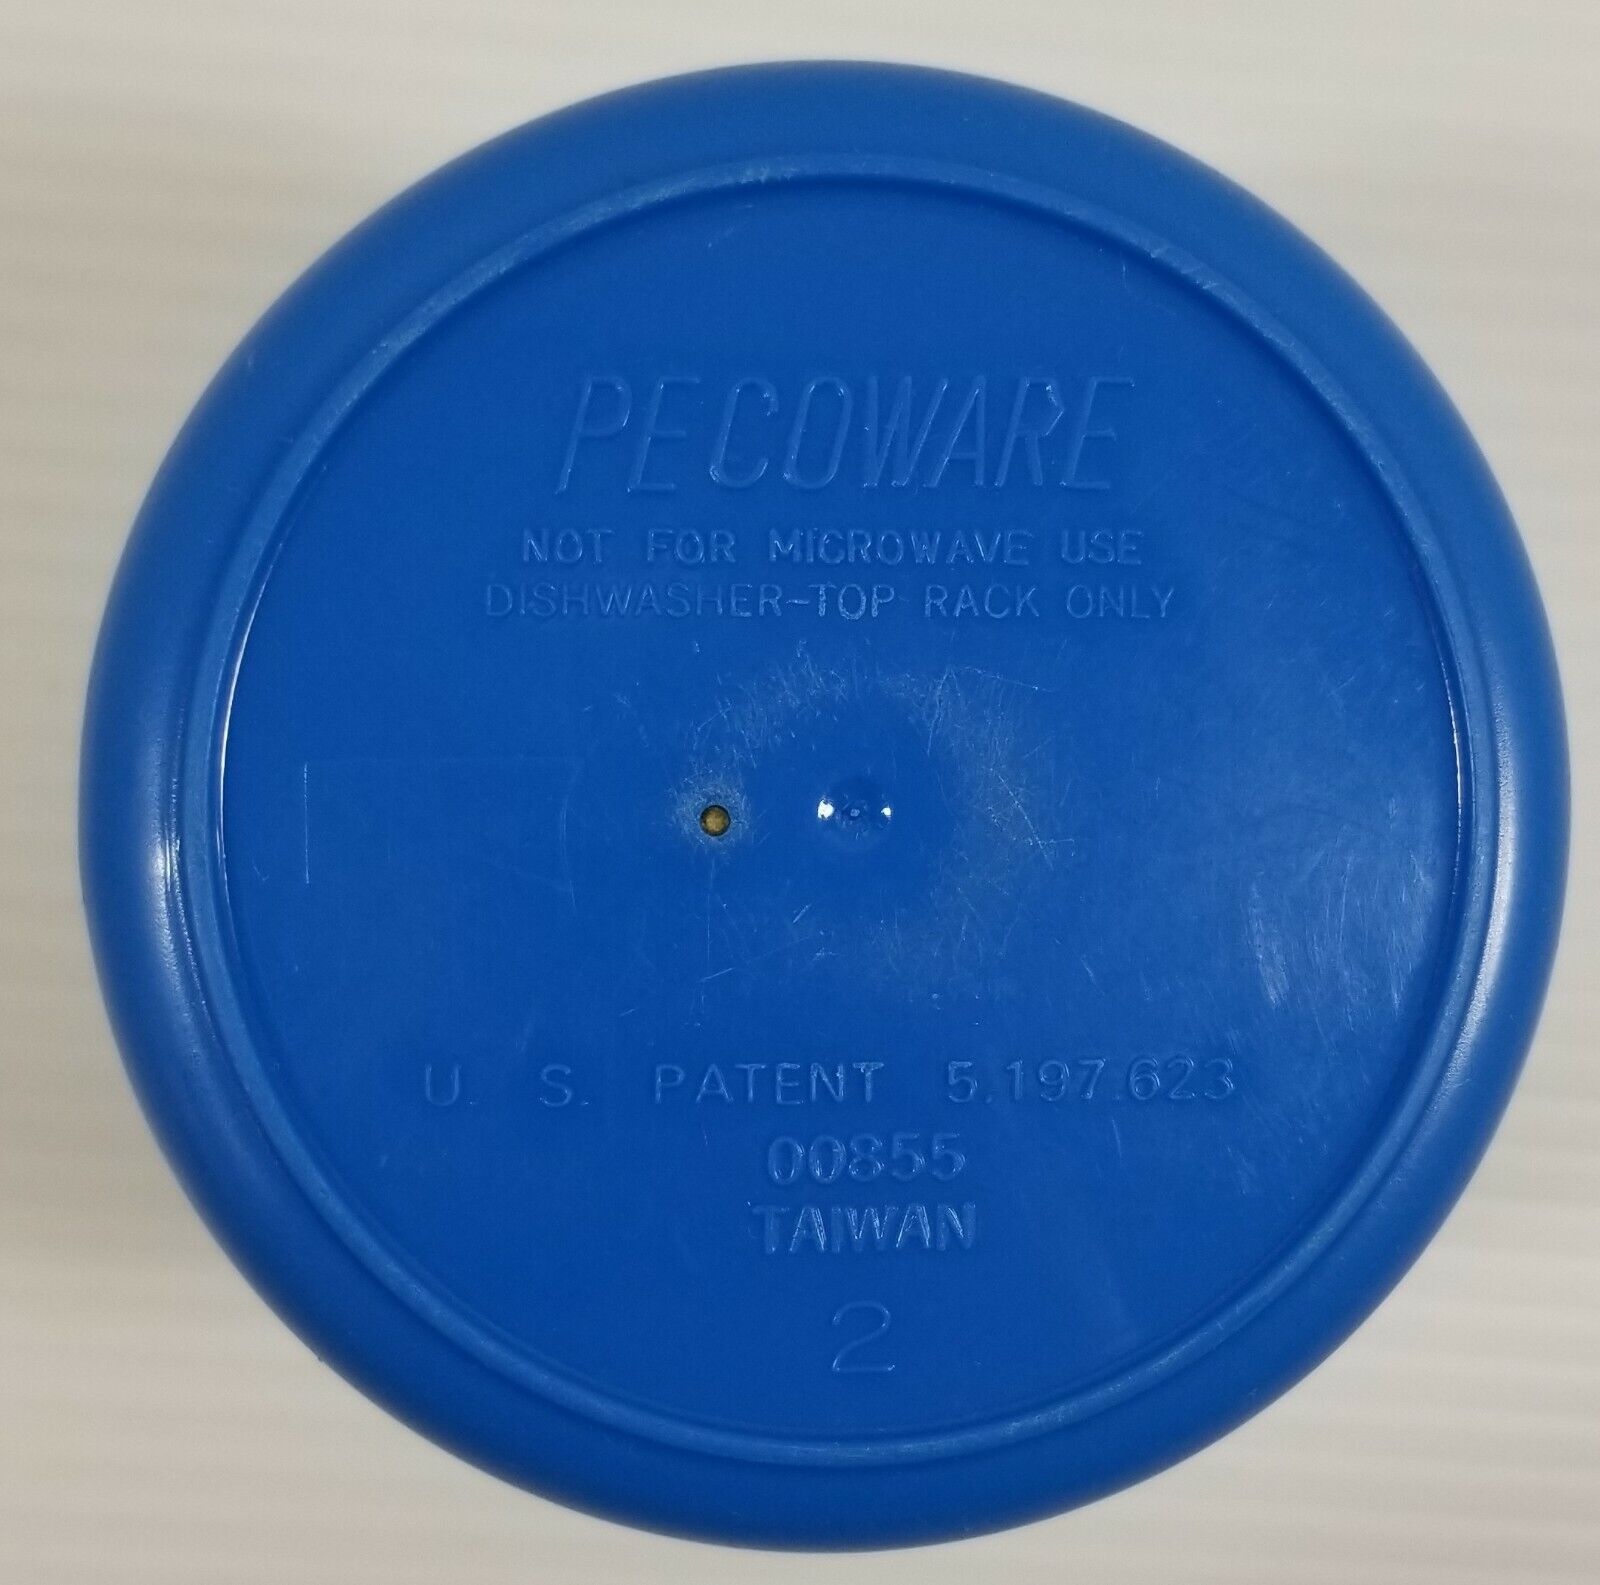 PECOWARE
NOT FOR MICROWAVE USE
DISHWASHER-TOP RACK ONLY
U. S. PATENT 5,197,623
00855
TAIWAN
2